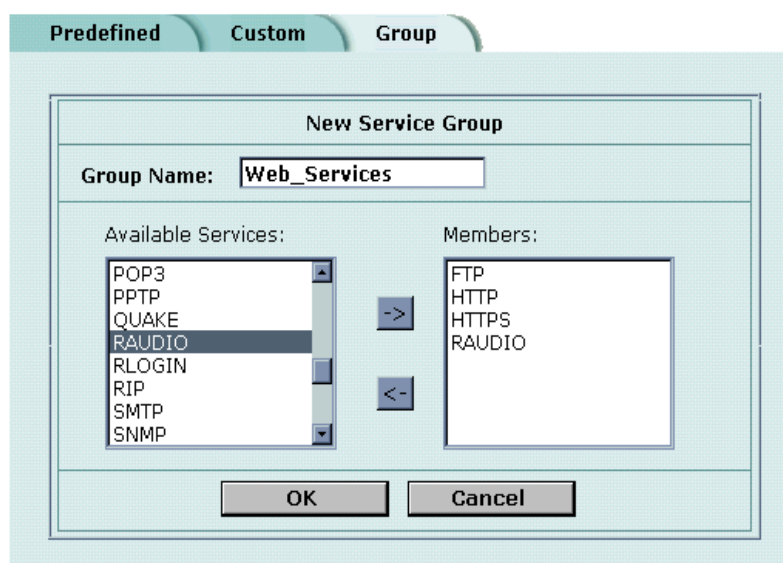 Predefined Custom Group
New Service Group
Group Name: Web_Services
Available Services:
POP3
PPTP
QUAKE
RAUDIO
RLOGIN
RIP
SMTP
SNMP
->
<-
Members:
FTP
HTTP
HTTPS
RAUDIO
OK Cancel